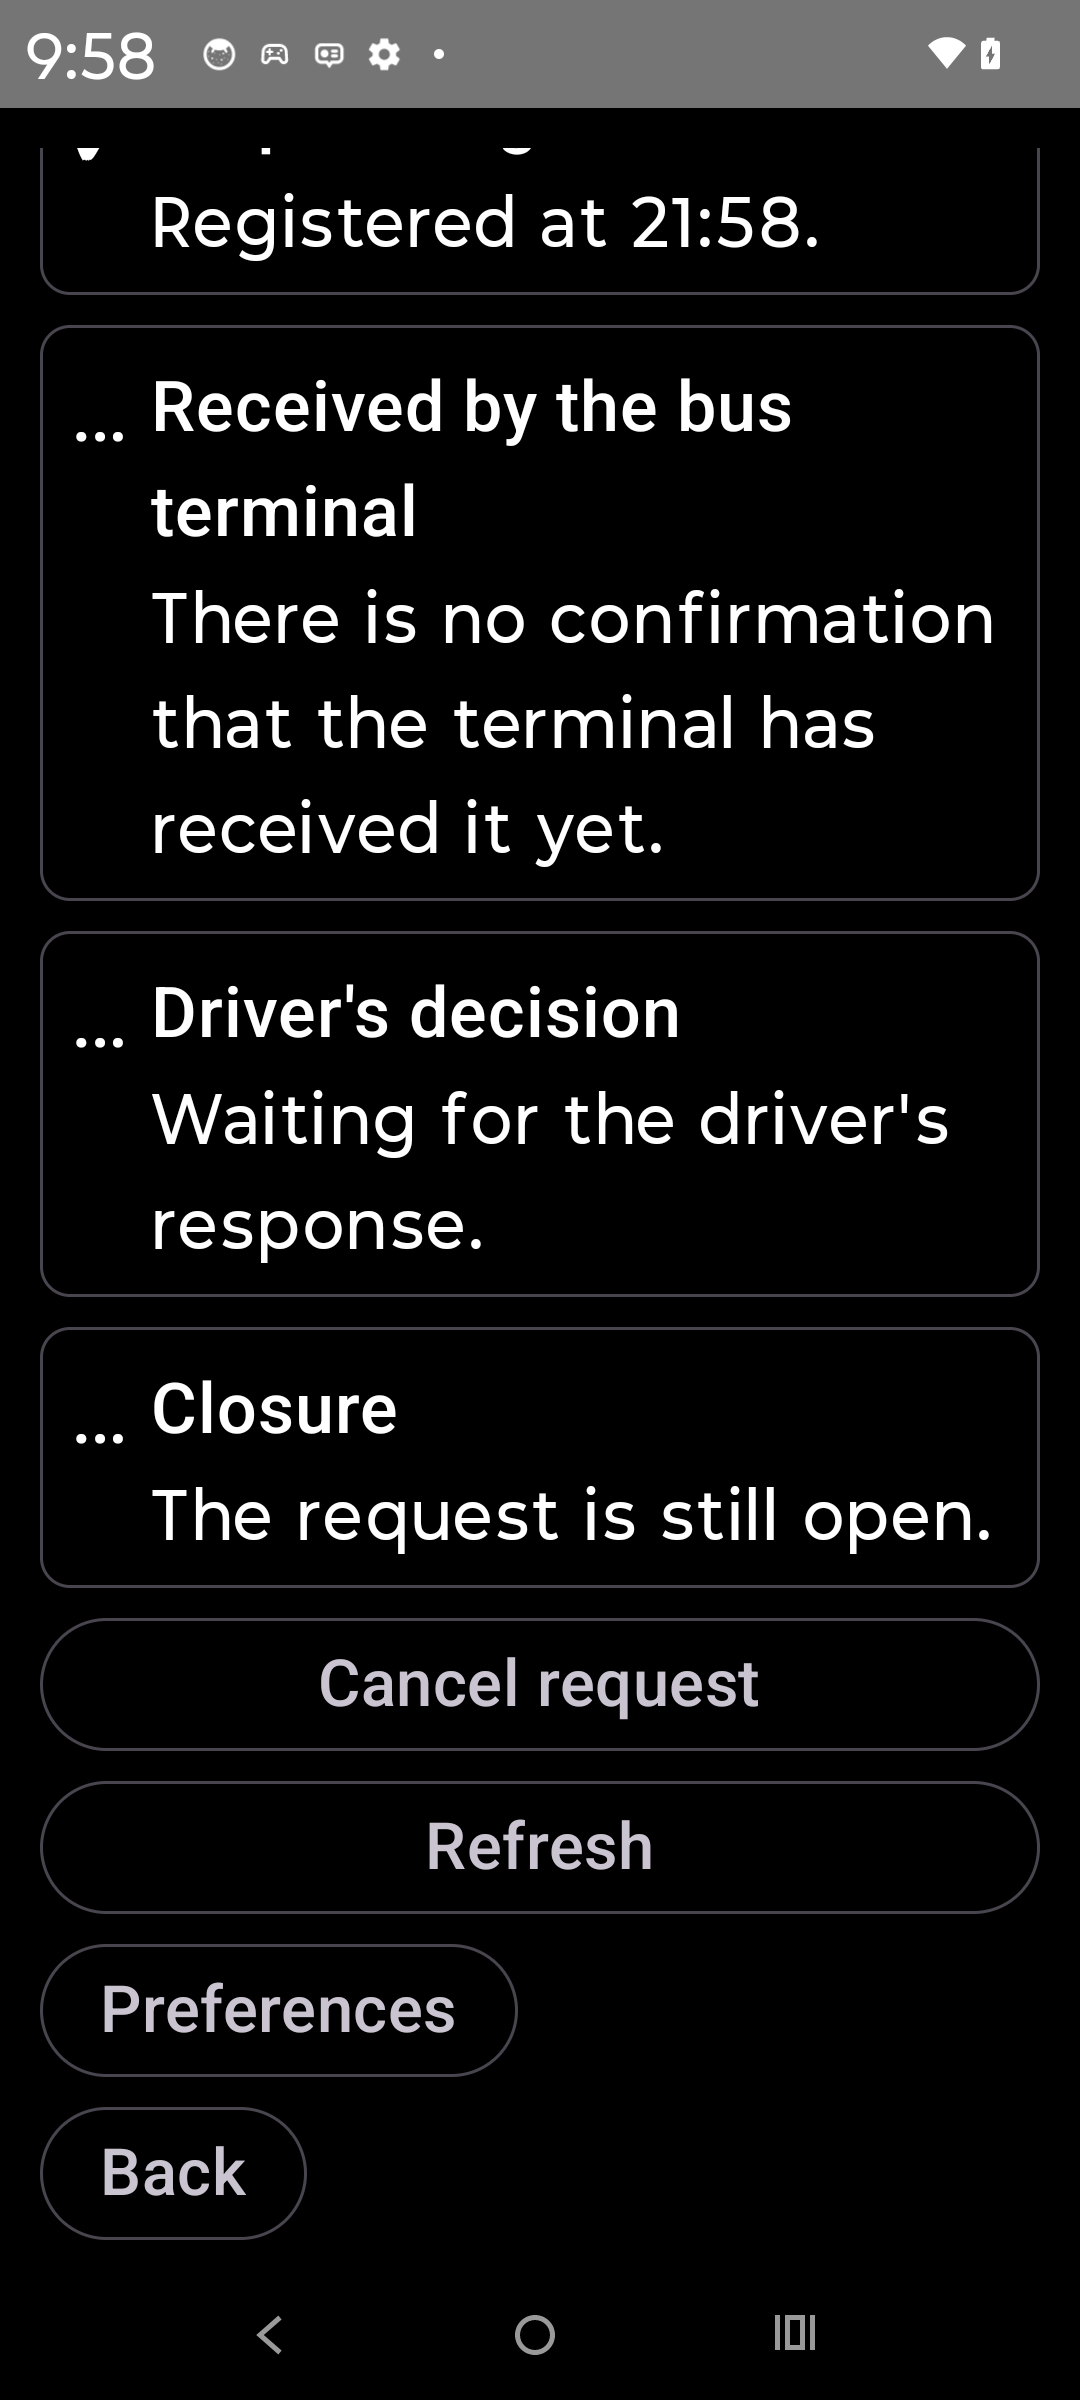 9:58
Registered at 21:58.
... Received by the bus
terminal
There is no confirmation
that the terminal has
received it yet.
... Driver's decision
Waiting for the driver's
response.
... Closure
The request is still open.
Cancel request
Refresh
Preferences
Back